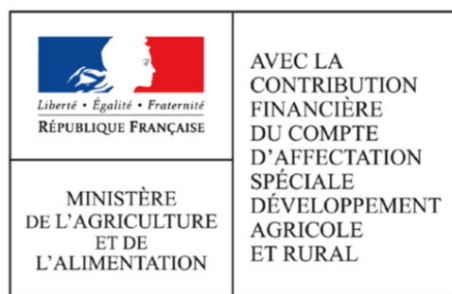 Liberté • Égalité • Fraternité
RÉPUBLIQUE FRANÇAISE
MINISTÈRE
DE L'AGRICULTURE
ET DE
L'ALIMENTATION
AVEC LA
CONTRIBUTION
FINANCIÈRE
DU COMPTE
D'AFFECTATION
SPÉCIALE
DÉVELOPPEMENT
AGRICOLE
ET RURAL